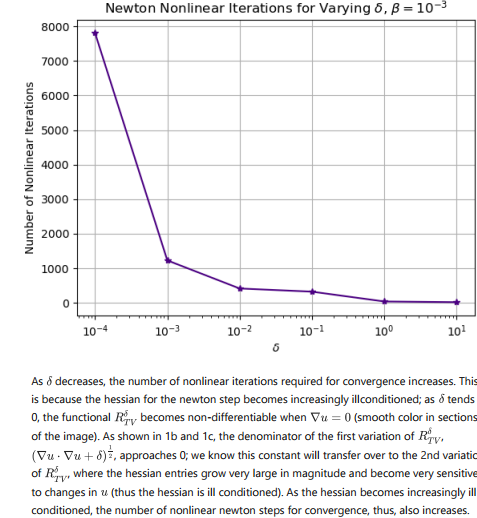 Newton Nonlinear Iterations for Varying δ, β = 10⁻³
8000
7000
6000
5000
4000
3000
2000
1000
0
Number of Nonlinear Iterations
10⁻⁴ 10⁻³ 10⁻² 10⁻¹ 10⁰ 10¹
δ
As δ decreases, the number of nonlinear iterations required for convergence increases. This
is because the hessian for the newton step becomes increasingly illconditioned; as δ tends
0, the functional R^δ_{TV} becomes non-differentiable when ∇u = 0 (smooth color in sections
of the image). As shown in 1b and 1c, the denominator of the first variation of R^δ_{TV},
(∇u · ∇u + δ)^{1/2}, approaches 0; we know this constant will transfer over to the 2nd
of R^δ_{TV}, where the hessian entries grow very large in magnitude and become very sensitive
to changes in u (thus the hessian is ill conditioned). As the hessian becomes increasingly ill
conditioned, the number of nonlinear newton steps for convergence, thus, also increases.